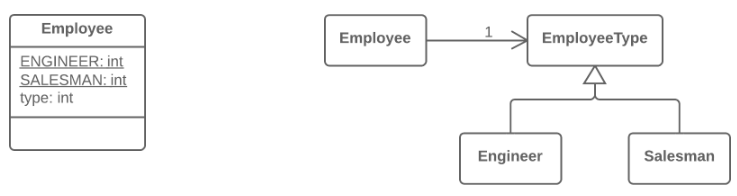 Employee
ENGINEER: int
SALESMAN: int
type: int
Employee
1
EmployeeType
Engineer
Salesman